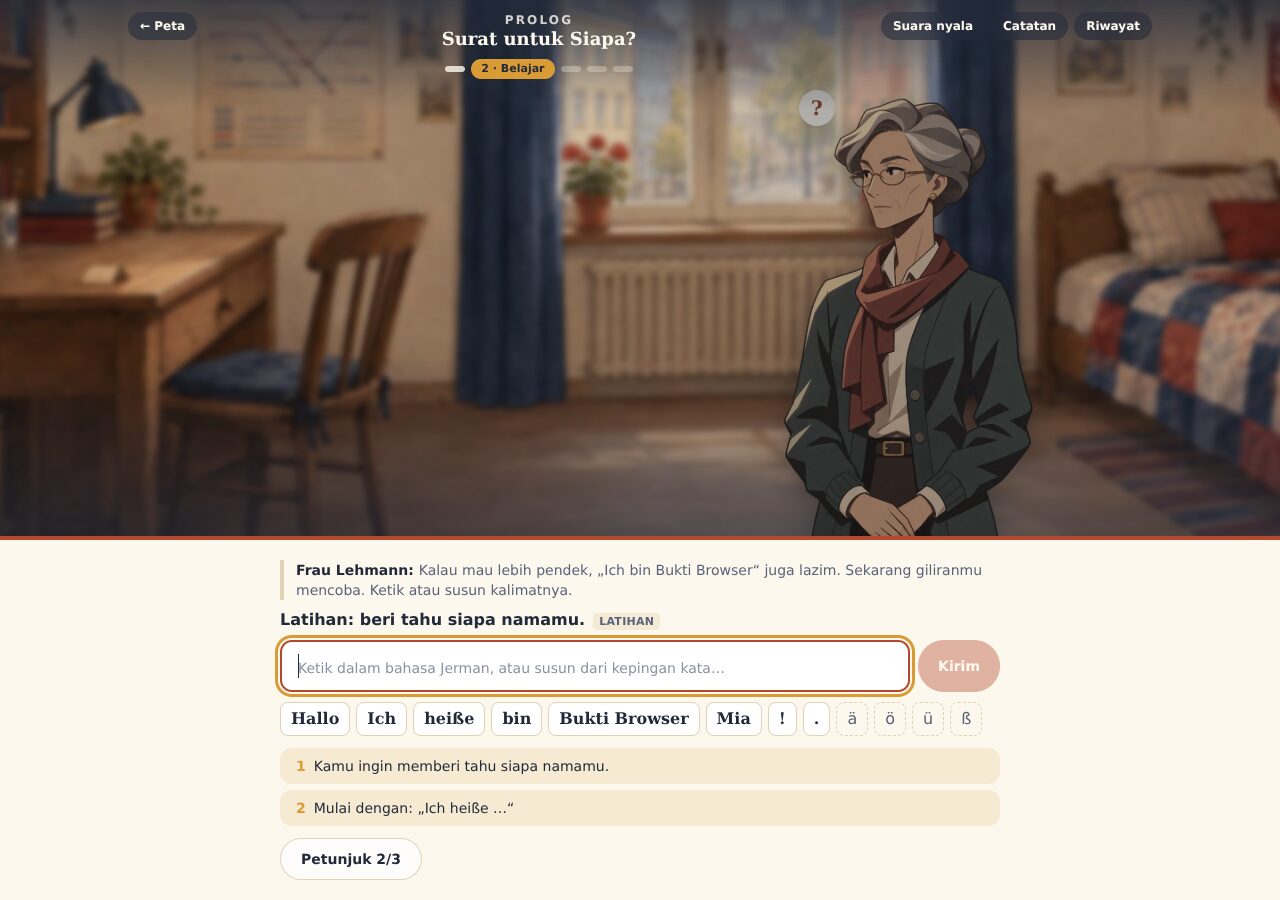 ← Peta
PROLOG
Surat untuk Siapa?
2 · Belajar
Suara nyala
Catatan
Riwayat
?
Frau Lehmann: Kalau mau lebih pendek, „Ich bin Bukti Browser“ juga lazim. Sekarang giliranmu
mencoba. Ketik atau susun kalimatnya.
Latihan: beri tahu siapa namamu. LATIHAN
Ketik dalam bahasa Jerman, atau susun dari kepingan kata…
Kirim
Hallo Ich heiße bin Bukti Browser Mia ! . ä ö ü ß
1 Kamu ingin memberi tahu siapa namamu.
2 Mulai dengan: „Ich heiße …“
Petunjuk 2/3